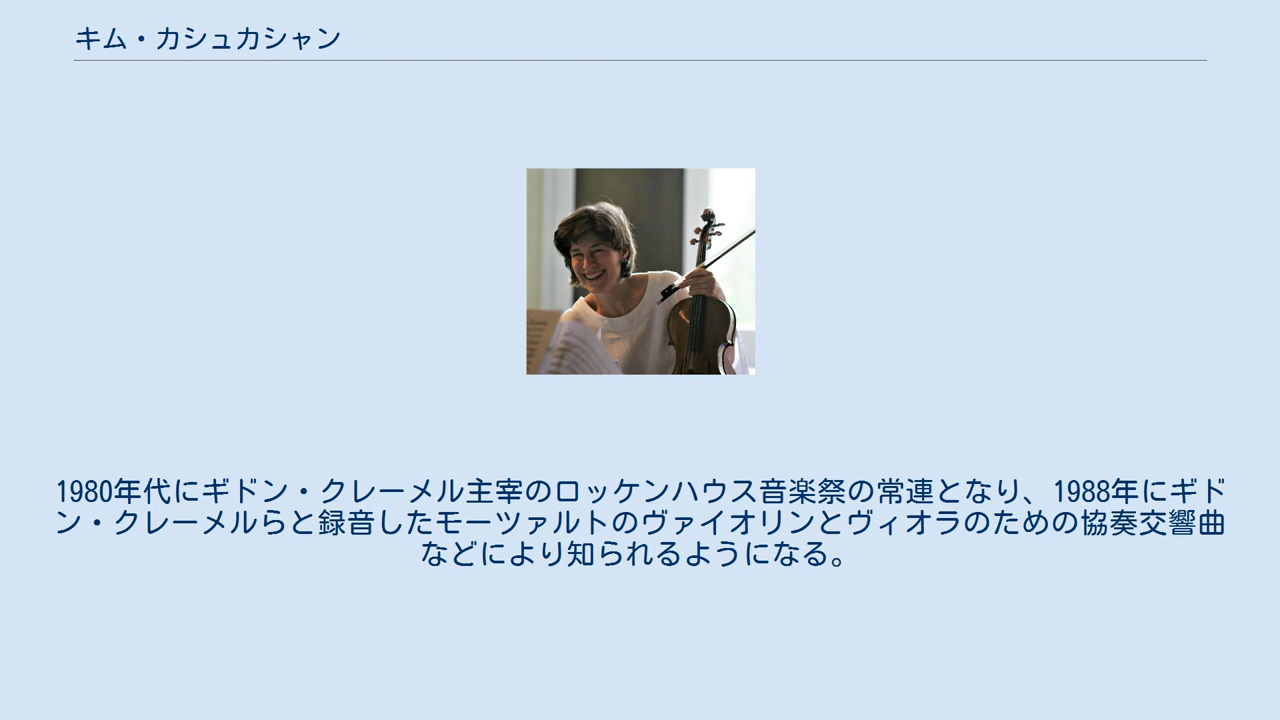 キム・カシュカシャン
1980年代にギドン・クレーメル主宰のロッケンハウス音楽祭の常連となり、1988年にギド
ン・クレーメルらと録音したモーツァルトのヴァイオリンとヴィオラのための協奏交響曲
などにより知られるようになる。